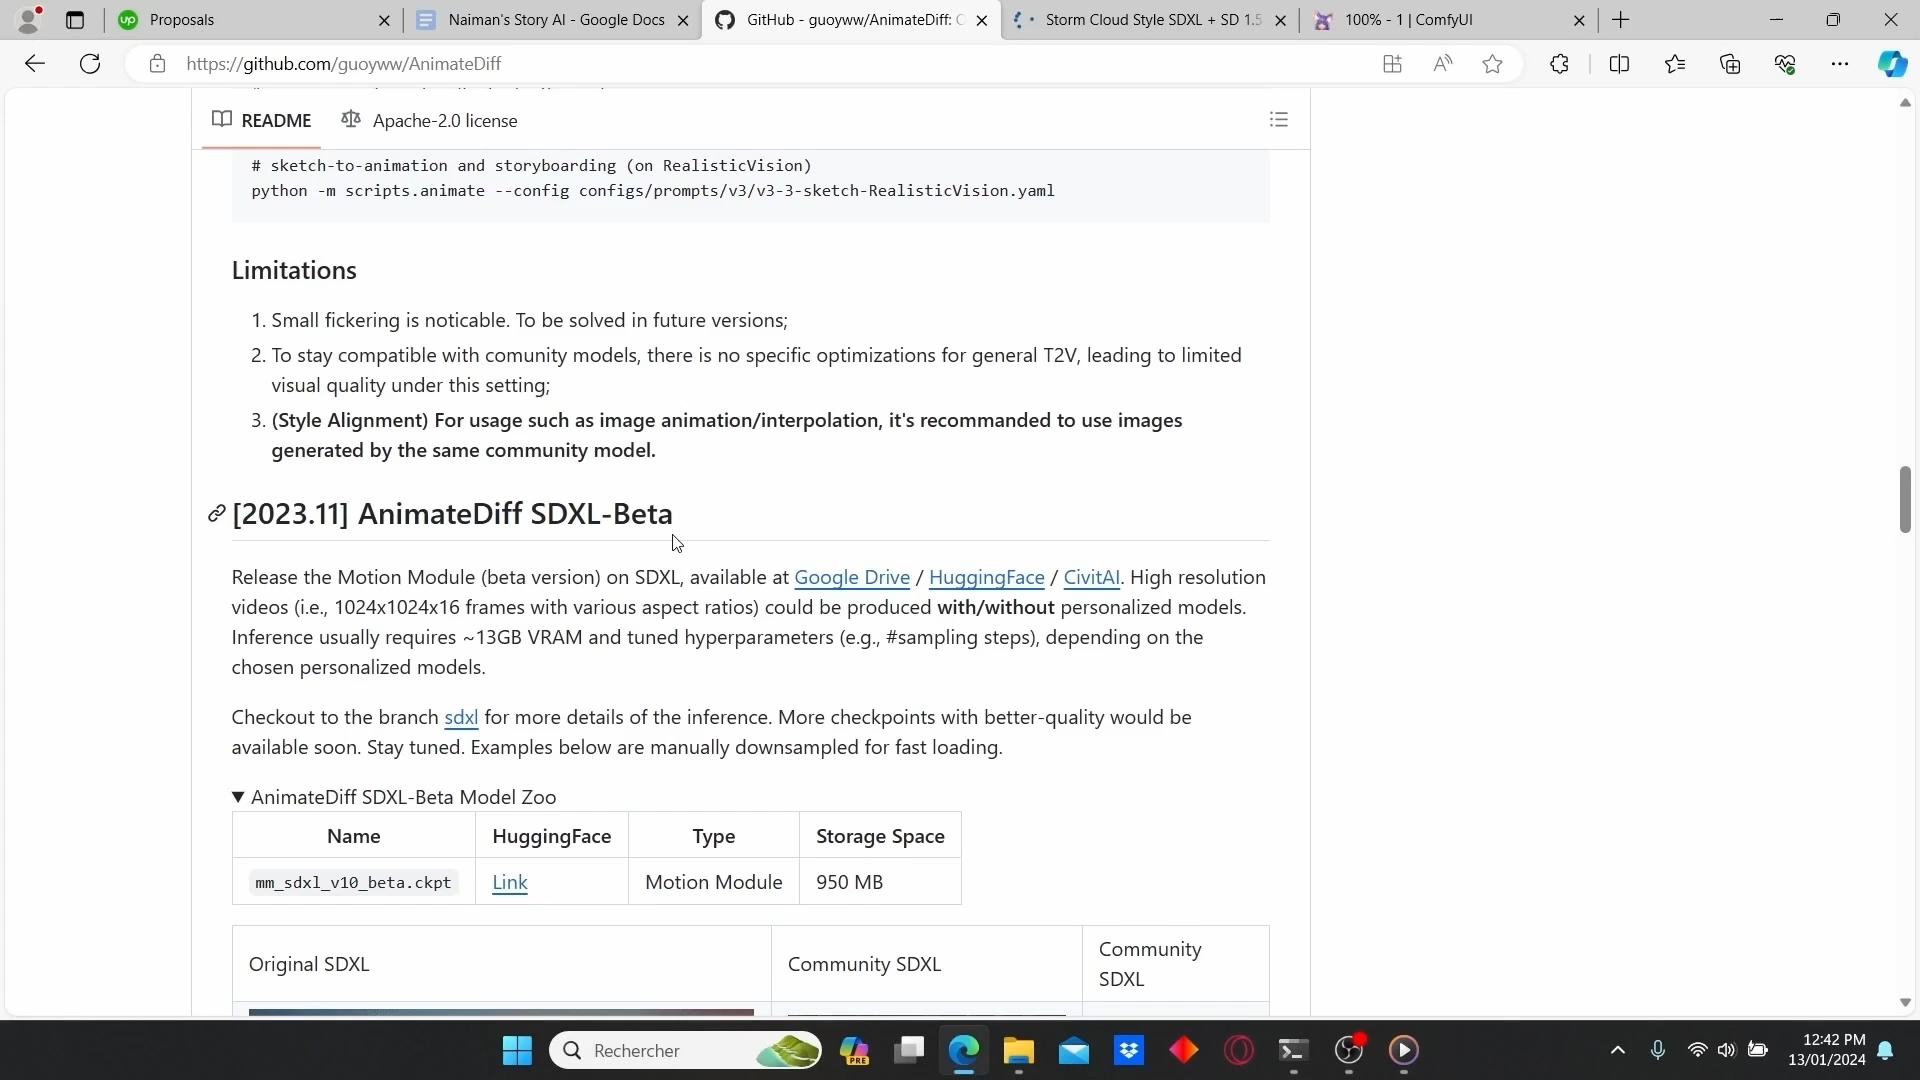 Proposals
Naiman's Story AI - Google Docs
GitHub - guoyww/AnimateDiff: C
Storm Cloud Style SDXL + SD 1.5
100% - 1 | ComfyUI
https://github.com/guoyww/AnimateDiff
README
Apache-2.0 license
# sketch-to-animation and storyboarding (on RealisticVision)
python -m scripts.animate --config configs/prompts/v3/v3-3-sketch-RealisticVision.yaml
Limitations
1. Small fickering is noticable. To be solved in future versions;
2. To stay compatible with comunity models, there is no specific optimizations for general T2V, leading to limited
visual quality under this setting;
3. (Style Alignment) For usage such as image animation/interpolation, it's recommanded to use images
generated by the same community model.
[2023.11] AnimateDiff SDXL-Beta
Release the Motion Module (beta version) on SDXL, available at Google Drive / HuggingFace / CivitAI. High resolution
videos (i.e., 1024x1024x16 frames with various aspect ratios) could be produced with/without personalized models.
Inference usually requires ~13GB VRAM and tuned hyperparameters (e.g., #sampling steps), depending on the
chosen personalized models.
Checkout to the branch sdxl for more details of the inference. More checkpoints with better-quality would be
available soon. Stay tuned. Examples below are manually downsampled for fast loading.
▼ AnimateDiff SDXL-Beta Model Zoo
Name HuggingFace Type Storage Space
mm_sdxl_v10_beta.ckpt Link Motion Module 950 MB
Original SDXL
Community SDXL
Community
SDXL
up
Rechercher
PRE
12:42 PM
13/01/2024